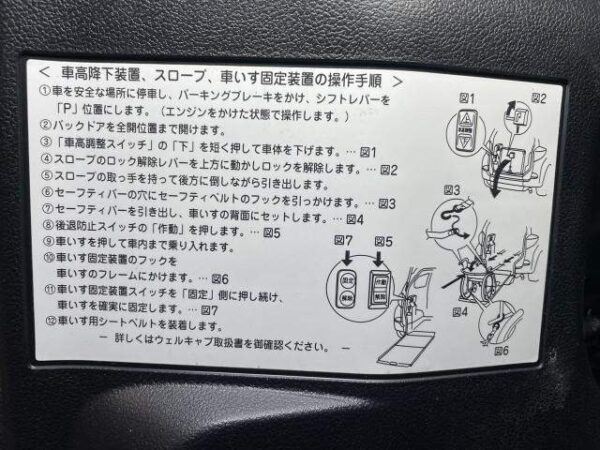 < 車高降下装置、スロープ、車いす固定装置の操作手順 >
①車を安全な場所に停車し、パーキングブレーキをかけ、シフトレバーを
「P」位置にします。(エンジンをかけた状態で操作します。)
②バックドアを全開位置まで開けます。
③「車高調整スイッチ」の「下」を短く押して車体を下げます。… 図1
④スロープのロック解除レバーを上方に動かしロックを解除します。… 図2
⑤スロープの取っ手を持って後方に倒しながら引き出します。
⑥セーフティバーの穴にセーフティベルトのフックを引っかけます。… 図3
⑦セーフティバーを引き出し、車いすの背面にセットします。… 図4
⑧後退防止スイッチの「作動」を押します。… 図5
⑨車いすを押して車内まで乗り入れます。
⑩車いす固定装置のフックを
車いすのフレームにかけます。… 図6
⑪車いす固定装置スイッチを「固定」側に押し続け、
車いすを確実に固定します。… 図7
⑫車いす用シートベルトを装着します。
― 詳しくはウェルキャブ取扱書を御確認ください。 ―
図1
図2
図3
図7
図5
固定
解除
作動
解除
図4
図6